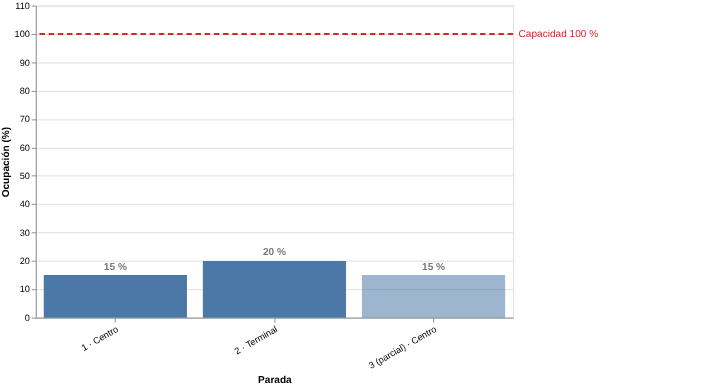 110
100
90
80
70
60
50
40
30
20
10
0
Ocupación (%)
Capacidad 100 %
15 %
20 %
15 %
1 · Centro
2 · Terminal
3 (parcial) · Centro
Parada